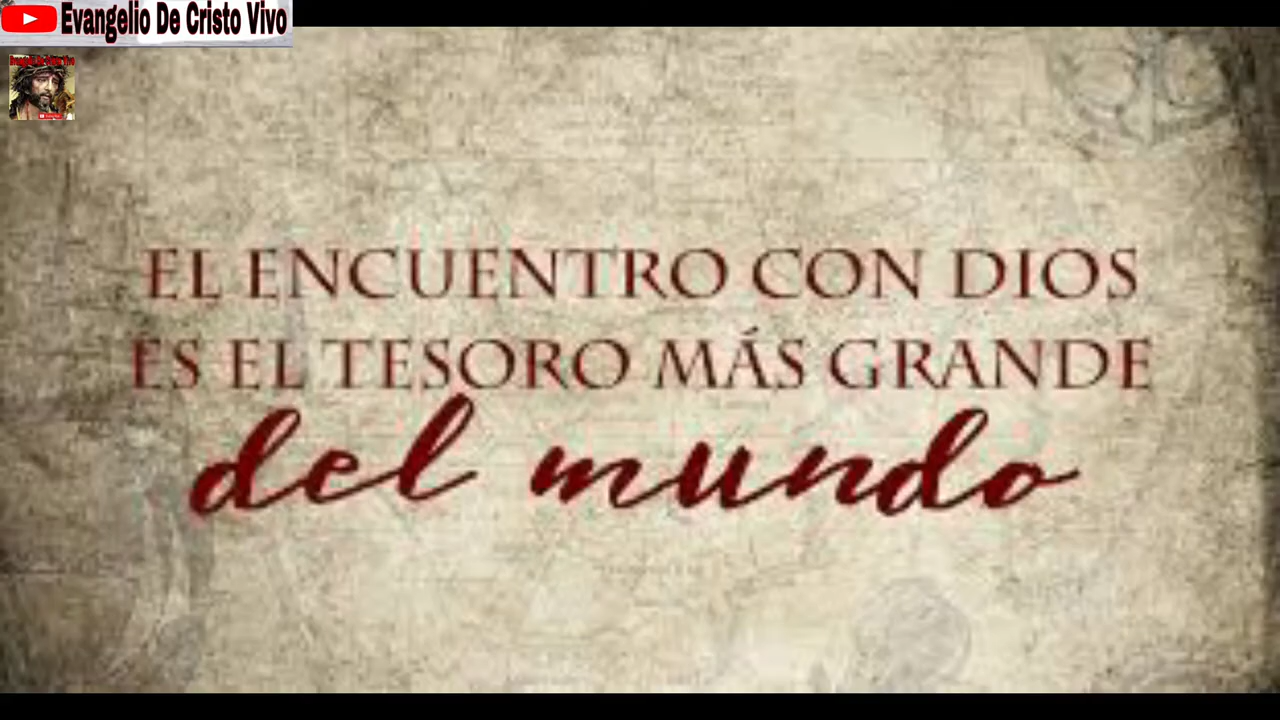 Evangelio De Cristo Vivo
EL ENCUENTRO CON DIOS
ES EL TESORO MÁS GRANDE
del mundo